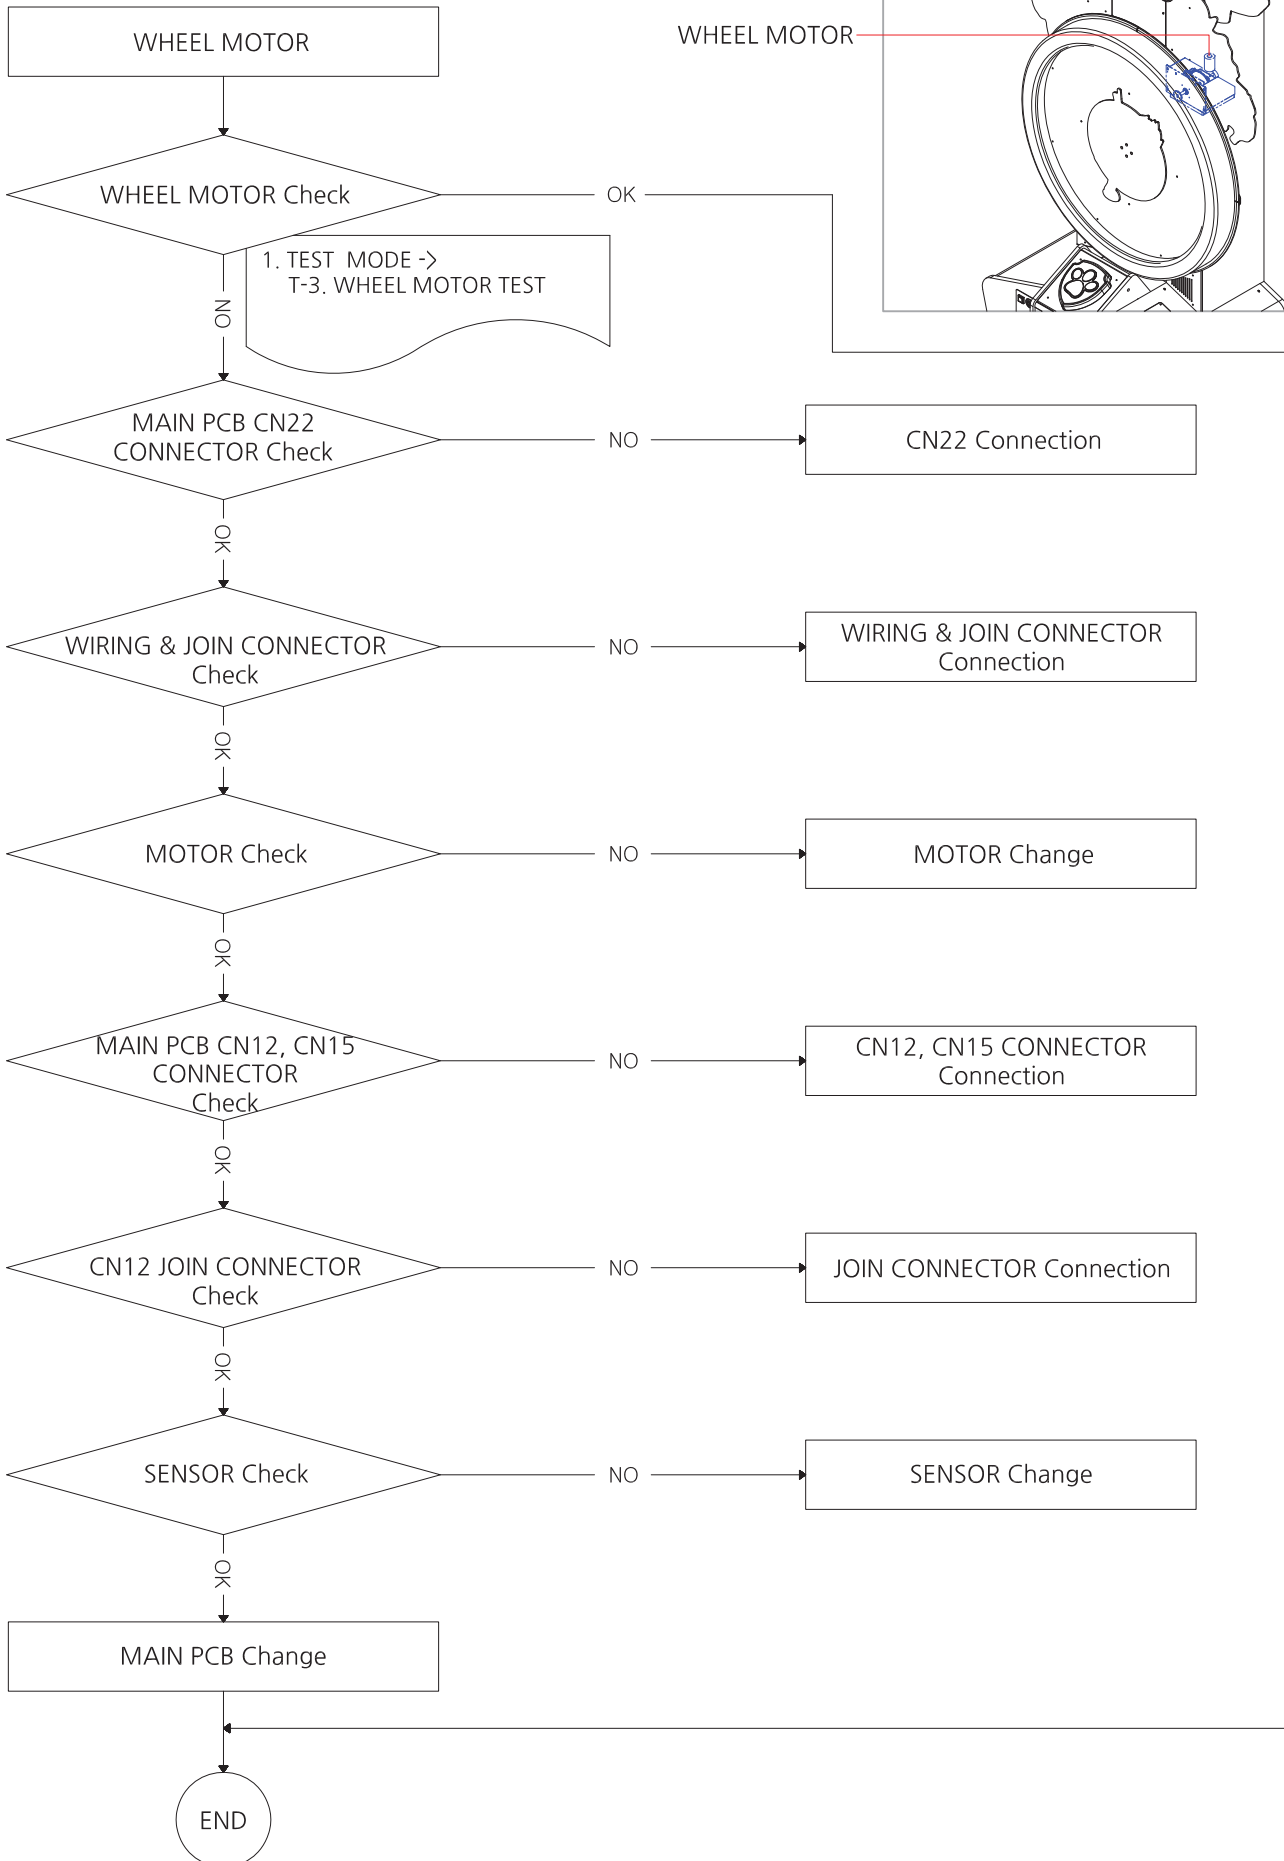 WHEEL MOTOR
WHEEL MOTOR
WHEEL MOTOR Check
OK
1. TEST  MODE ->
T-3. WHEEL MOTOR TEST
NO
MAIN PCB CN22
CONNECTOR Check
NO
CN22 Connection
OK
WIRING & JOIN CONNECTOR
Check
NO
WIRING & JOIN CONNECTOR
Connection
OK
MOTOR Check
NO
MOTOR Change
OK
MAIN PCB CN12, CN15
CONNECTOR
Check
NO
CN12, CN15 CONNECTOR
Connection
OK
CN12 JOIN CONNECTOR
Check
NO
JOIN CONNECTOR Connection
OK
SENSOR Check
NO
SENSOR Change
OK
MAIN PCB Change
END